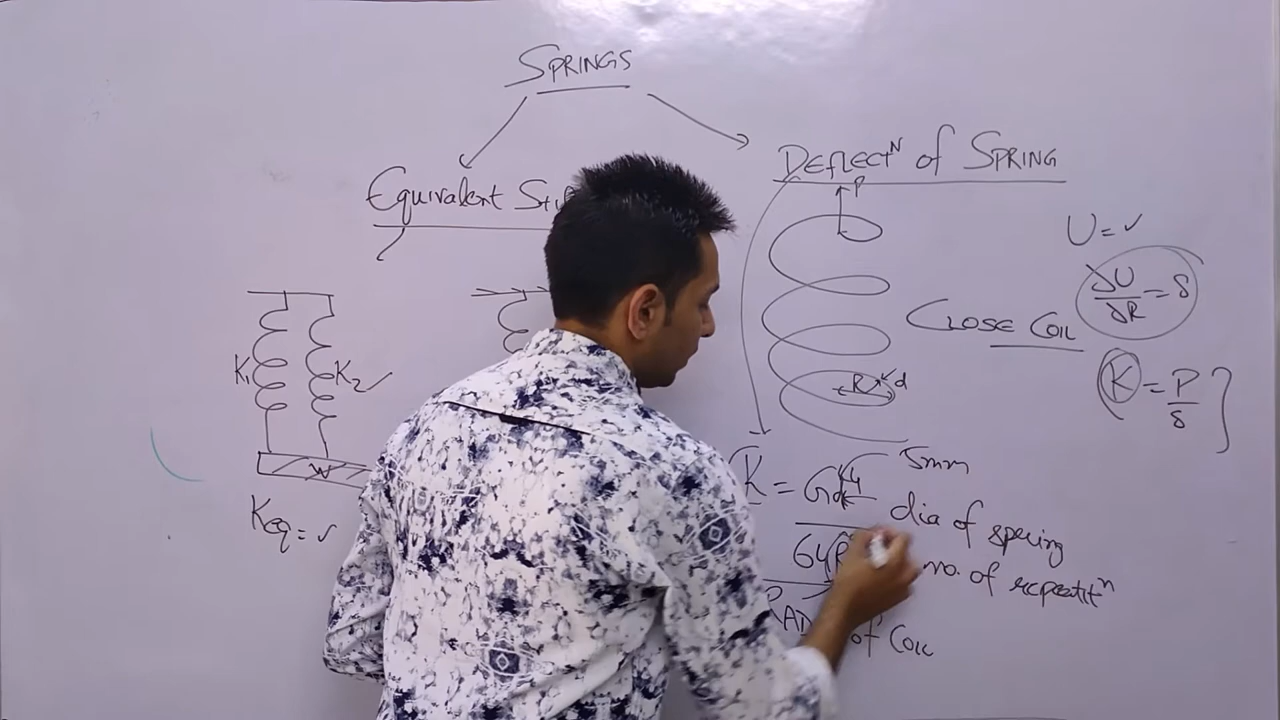 SPRINGS
DEFLECTᴺ of SPRING
Equivalent
P
U = ✓
∂U/∂R = δ
CLOSE COIL
K₁
K₂ ✓
R
d
K = P/δ
W
5mm
K = Gd⁴
dia of spring
Keq = ✓
64R
no. of repeatitⁿ
of COIL